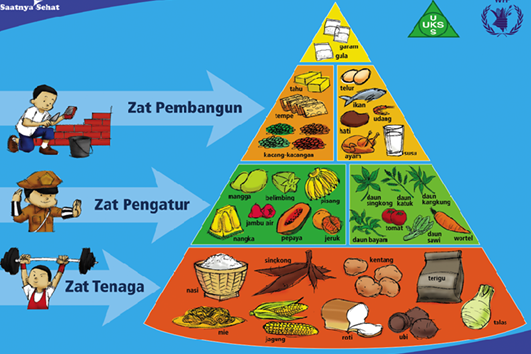 Saatnya Sehat
UKS
WFP
garam
gula
Zat Pembangun
tahu
tempe
kacang-kacangan
telur
ikan
udang
hati
ayam
susu
Zat Pengatur
mangga
belimbing
pisang
nangka
jambu air
pepaya
jeruk
daun singkong
daun katuk
daun kangkung
daun bayam
tomat
daun sawi
wortel
Zat Tenaga
nasi
singkong
kentang
terigu
mie
jagung
roti
ubi
talas